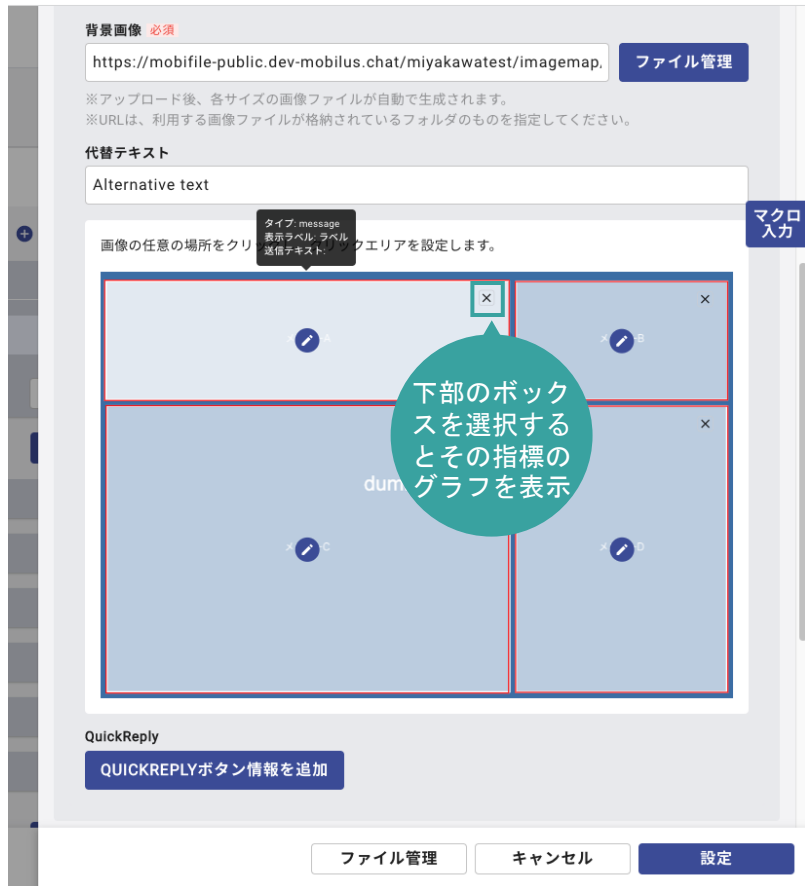 背景画像 必須
https://mobifile-public.dev-mobilus.chat/miyakawatest/imagemap,
ファイル管理
※アップロード後、各サイズの画像ファイルが自動で生成されます。
※URLは、利用する画像ファイルが格納されているフォルダのものを指定してください。
代替テキスト
Alternative text
マクロ
入力
タイプ: message
表示ラベル: ラベル
送信テキスト:
画像の任意の場所をクリッ
クエリアを設定します。
A
B
下部のボック
スを選択する
とその指標の
グラフを表示
dum
C
D
QuickReply
QUICKREPLYボタン情報を追加
ファイル管理
キャンセル
設定